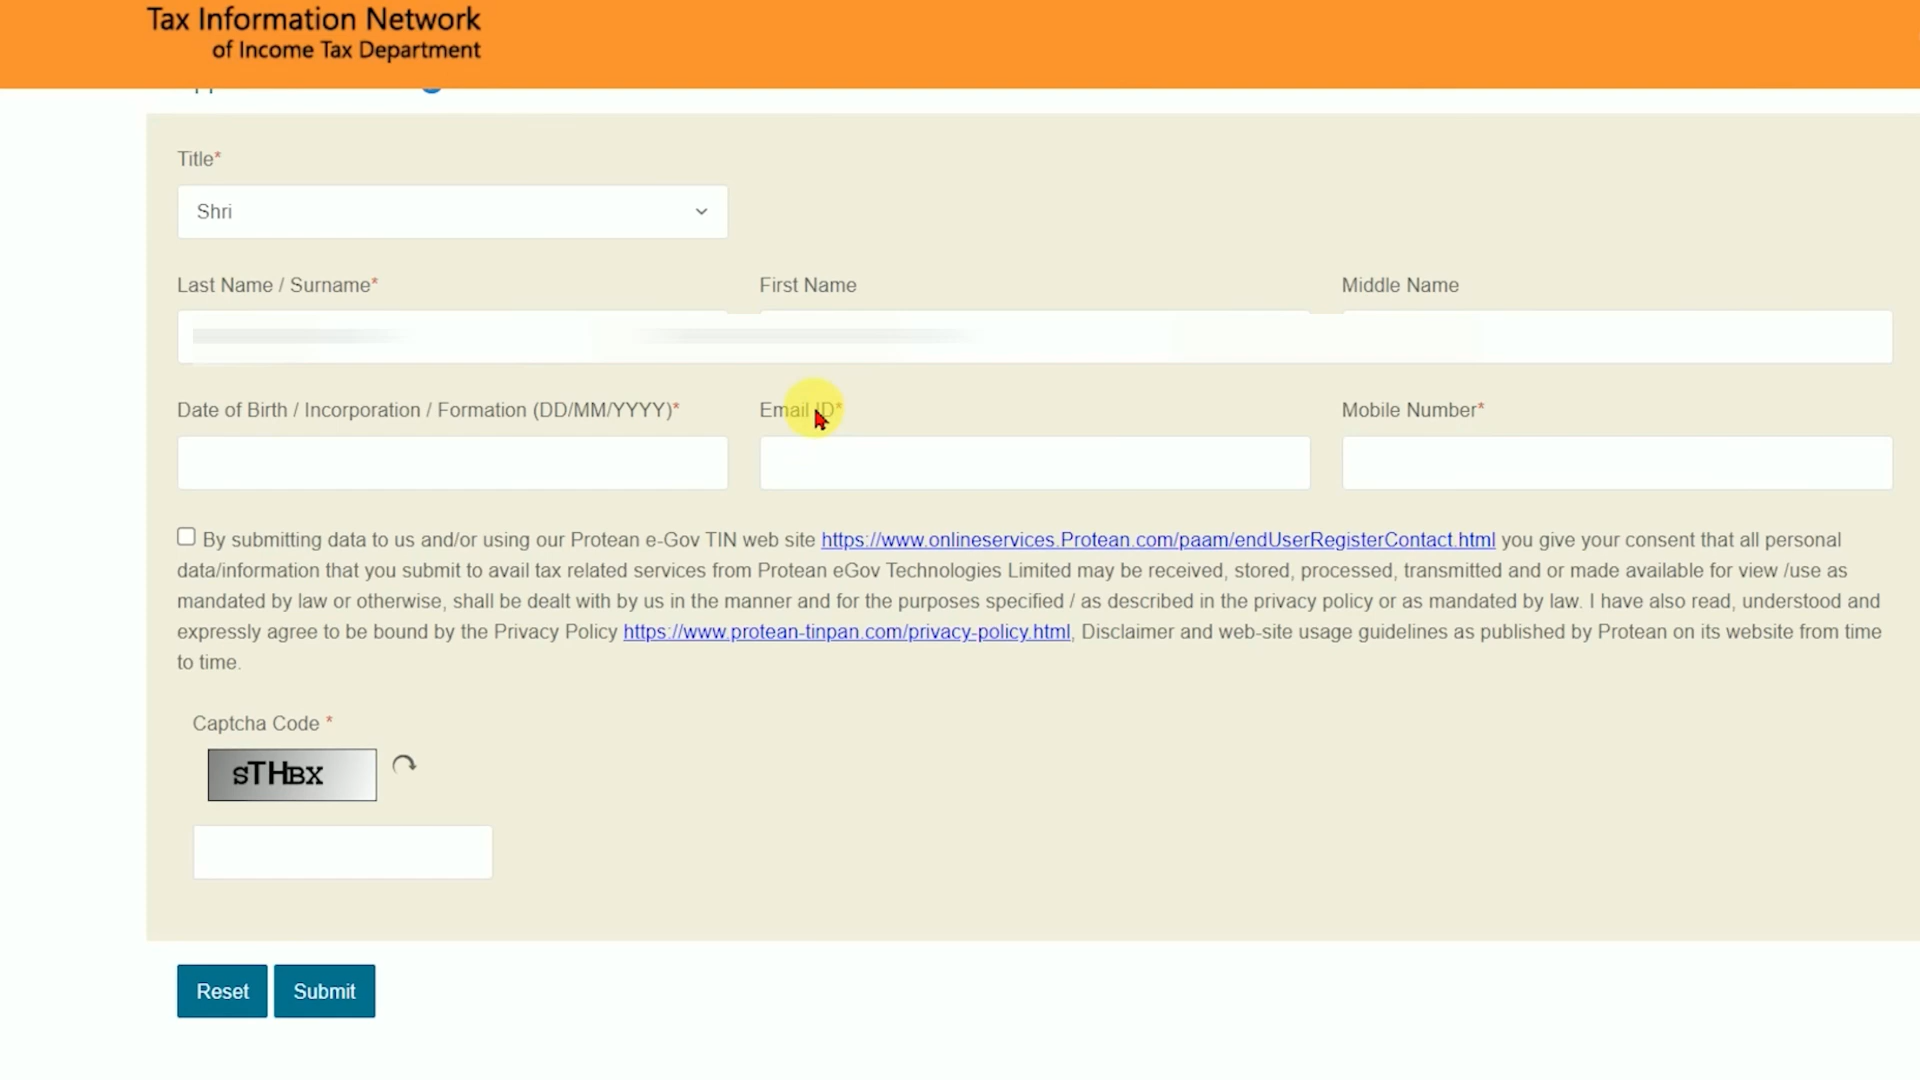 Tax Information Network
of Income Tax Department
Title*
Shri
Last Name / Surname*
First Name
Middle Name
Date of Birth / Incorporation / Formation (DD/MM/YYYY)*
Email ID*
Mobile Number*
By submitting data to us and/or using our Protean e-Gov TIN web site https://www.onlineservices.Protean.com/paam/endUserRegisterContact.html you give your consent that all personal
data/information that you submit to avail tax related services from Protean eGov Technologies Limited may be received, stored, processed, transmitted and or made available for view /use as
mandated by law or otherwise, shall be dealt with by us in the manner and for the purposes specified / as described in the privacy policy or as mandated by law. I have also read, understood and
expressly agree to be bound by the Privacy Policy https://www.protean-tinpan.com/privacy-policy.html, Disclaimer and web-site usage guidelines as published by Protean on its website from time
to time.
Captcha Code *
sTHBX
Reset
Submit